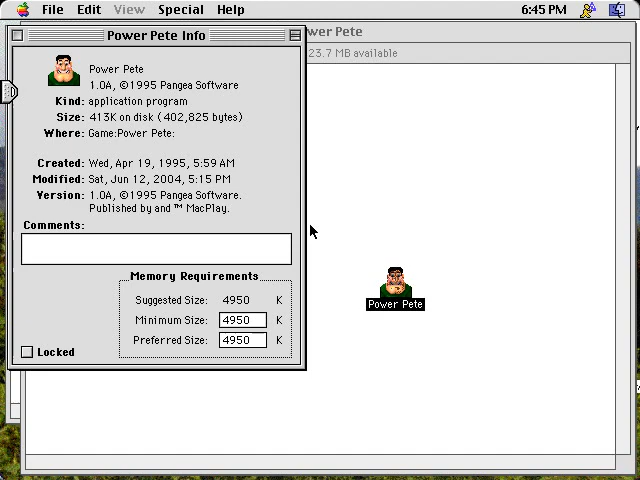 File Edit View Special Help 6:45 PM
Power Pete Info
wer Pete
23.7 MB available
Power Pete
1.0A, ©1995 Pangea Software
Kind: application program
Size: 413K on disk (402,825 bytes)
Where: Game:Power Pete:
Created: Wed, Apr 19, 1995, 5:59 AM
Modified: Sat, Jun 12, 2004, 5:15 PM
Version: 1.0A, ©1995 Pangea Software.
Published by and ™ MacPlay.
Comments:
Memory Requirements
Suggested Size: 4950 K
Minimum Size: 4950 K
Preferred Size: 4950 K
Locked
Power Pete